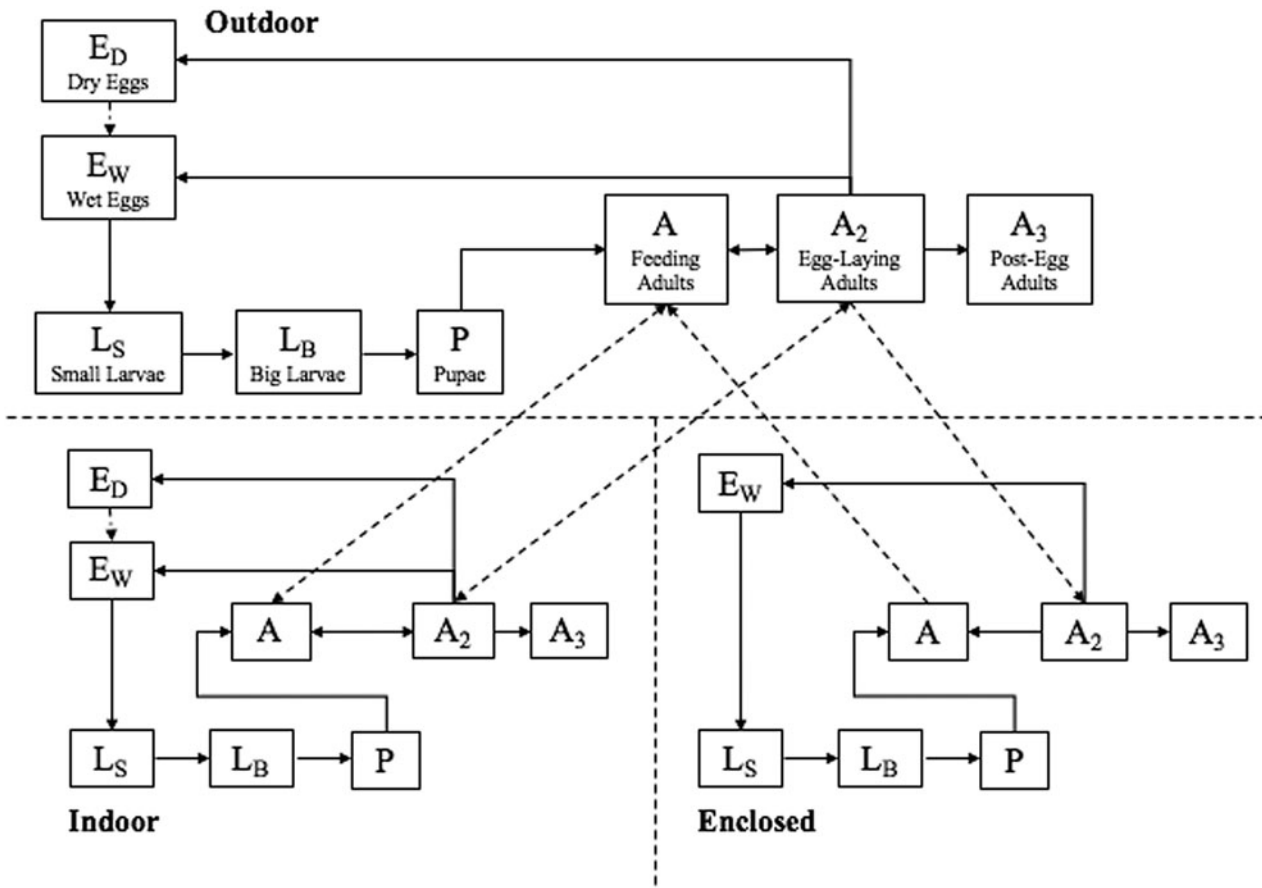 Outdoor
E_D
Dry Eggs
E_W
Wet Eggs
A
Feeding
Adults
A_2
Egg-Laying
Adults
A_3
Post-Egg
Adults
L_S
Small Larvae
L_B
Big Larvae
P
Pupae
E_D
E_W
A
A_2
A_3
L_S
L_B
P
Indoor
E_W
A
A_2
A_3
L_S
L_B
P
Enclosed